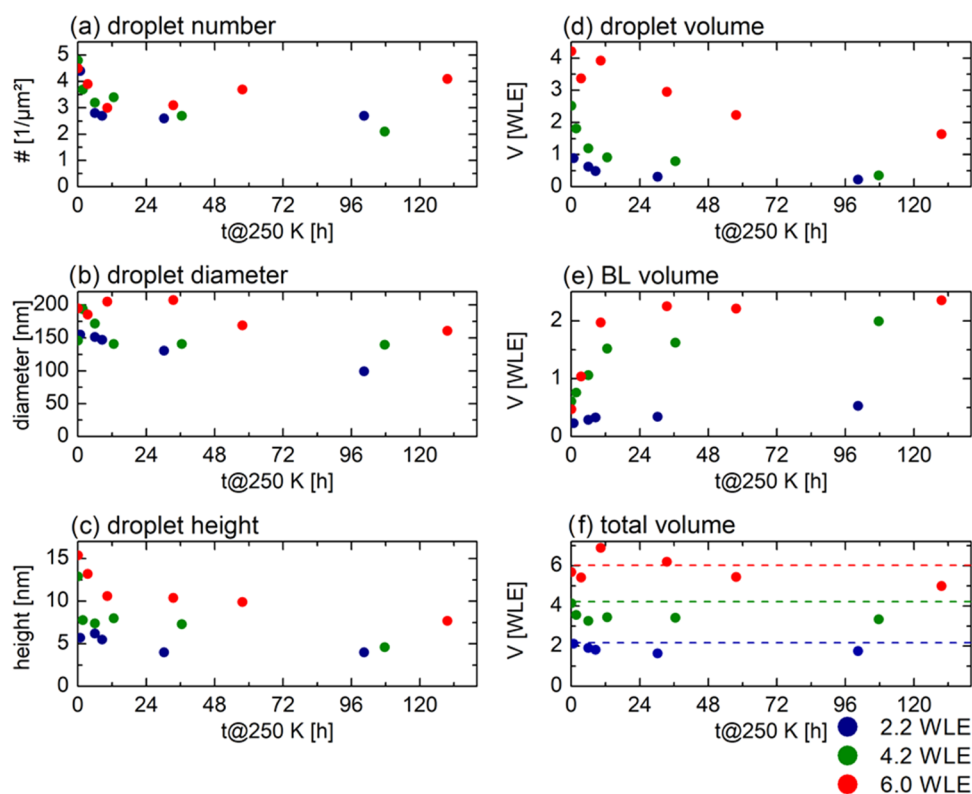 (a) droplet number
# [1/µm²]
5
4
3
2
1
0
0 24 48 72 96 120
t@250 K [h]
(b) droplet diameter
diameter [nm]
200
150
100
50
0
0 24 48 72 96 120
t@250 K [h]
(c) droplet height
height [nm]
15
10
5
0
0 24 48 72 96 120
t@250 K [h]
(d) droplet volume
V [WLE]
4
3
2
1
0
0 24 48 72 96 120
t@250 K [h]
(e) BL volume
V [WLE]
2
1
0
0 24 48 72 96 120
t@250 K [h]
(f) total volume
V [WLE]
6
4
2
0
0 24 48 72 96 120
t@250 K [h]
2.2 WLE
4.2 WLE
6.0 WLE